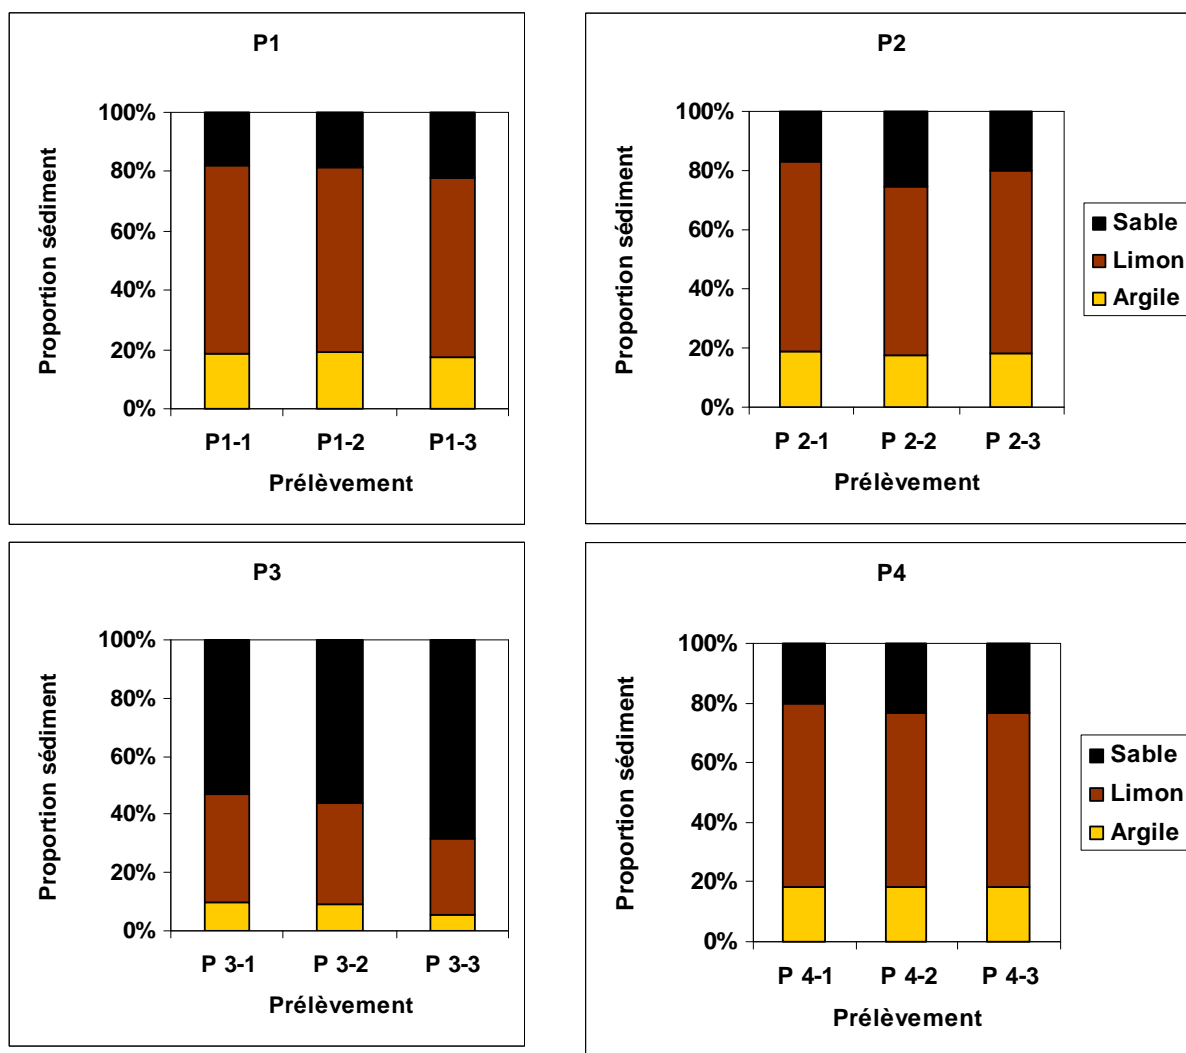 P1
Proportion sédiment
100%
80%
60%
40%
20%
0%
P1-1 P1-2 P1-3
Prélèvement
P2
Proportion sédiment
100%
80%
60%
40%
20%
0%
P 2-1 P 2-2 P 2-3
Prélèvement
Sable
Limon
Argile
P3
Proportion sédiment
100%
80%
60%
40%
20%
0%
P 3-1 P 3-2 P 3-3
Prélèvement
P4
Proportion sédiment
100%
80%
60%
40%
20%
0%
P 4-1 P 4-2 P 4-3
Prélèvement
Sable
Limon
Argile